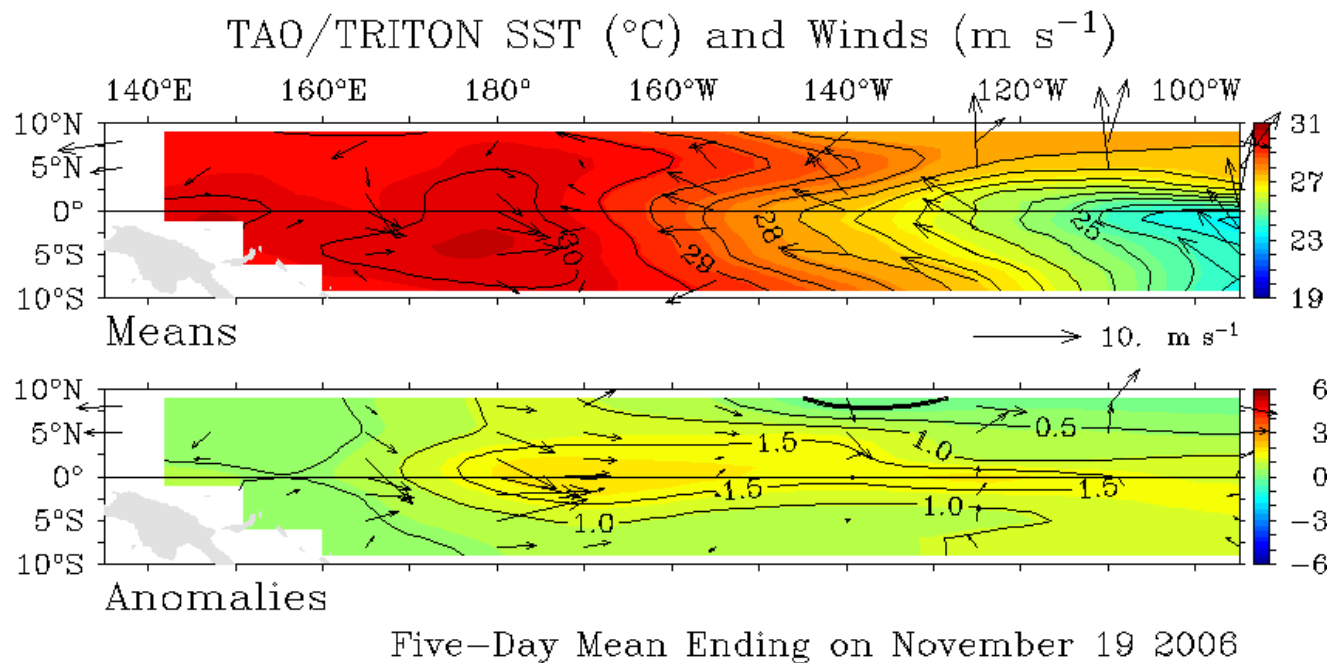 TAO/TRITON SST (°C) and Winds (m s⁻¹)
140°E 160°E 180° 160°W 140°W 120°W 100°W
10°N
5°N
0°
5°S
10°S
30
29
28
25
31
27
23
19
Means
10. m s⁻¹
10°N
5°N
0°
5°S
10°S
0.5
1.0
1.5
1.5
1.5
1.0
1.0
6
3
0
−3
−6
Anomalies
Five−Day Mean Ending on November 19 2006